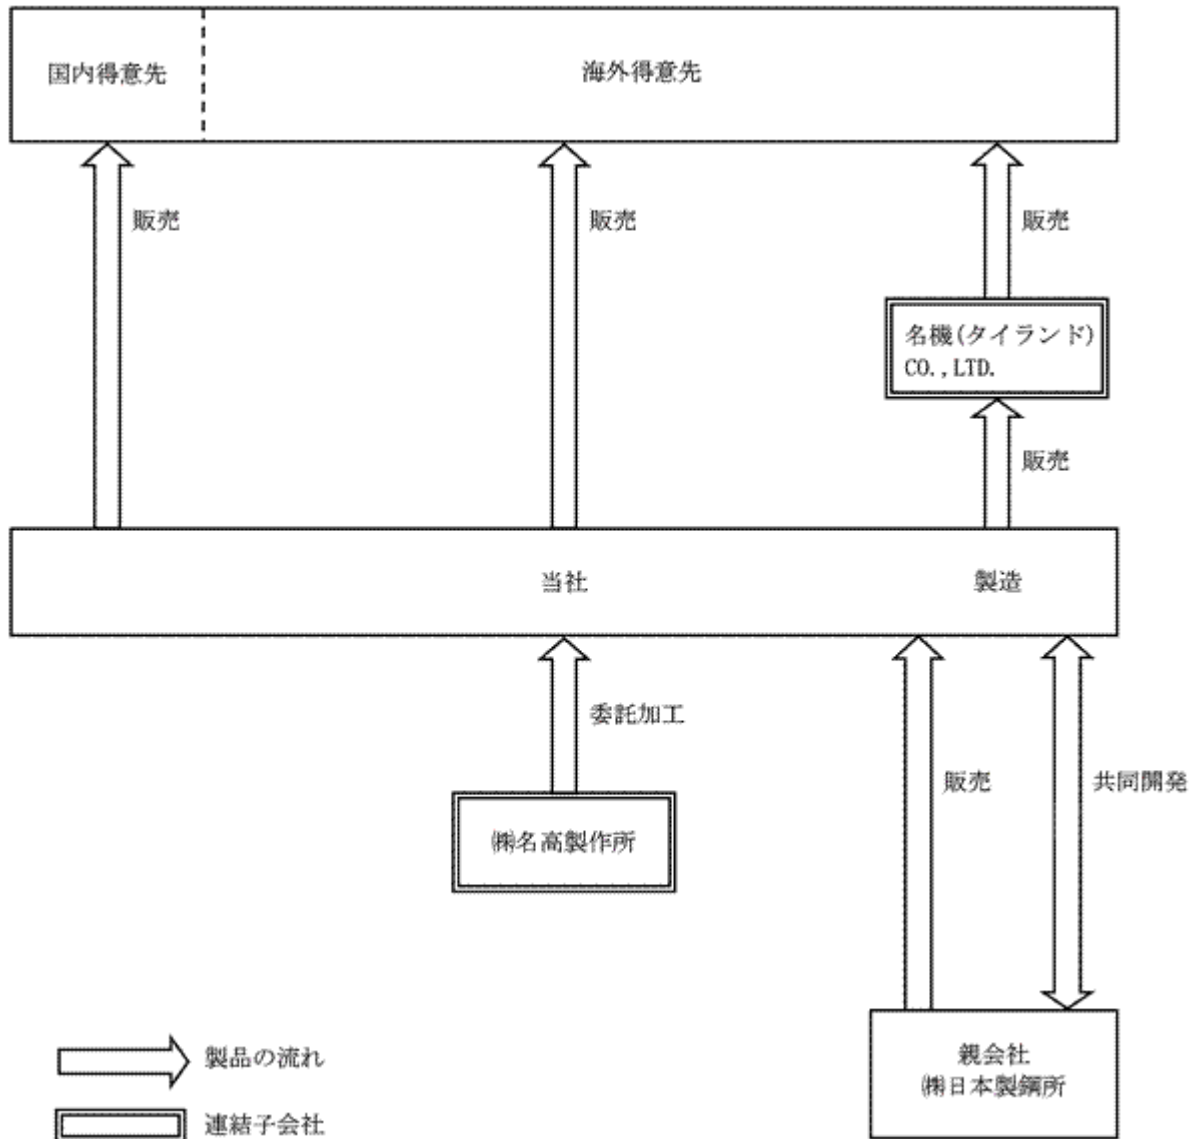 国内得意先
海外得意先
販売
販売
販売
名機(タイランド)
CO.,LTD.
販売
当社
製造
委託加工
販売
共同開発
㈱名高製作所
親会社
㈱日本製鋼所
製品の流れ
連結子会社